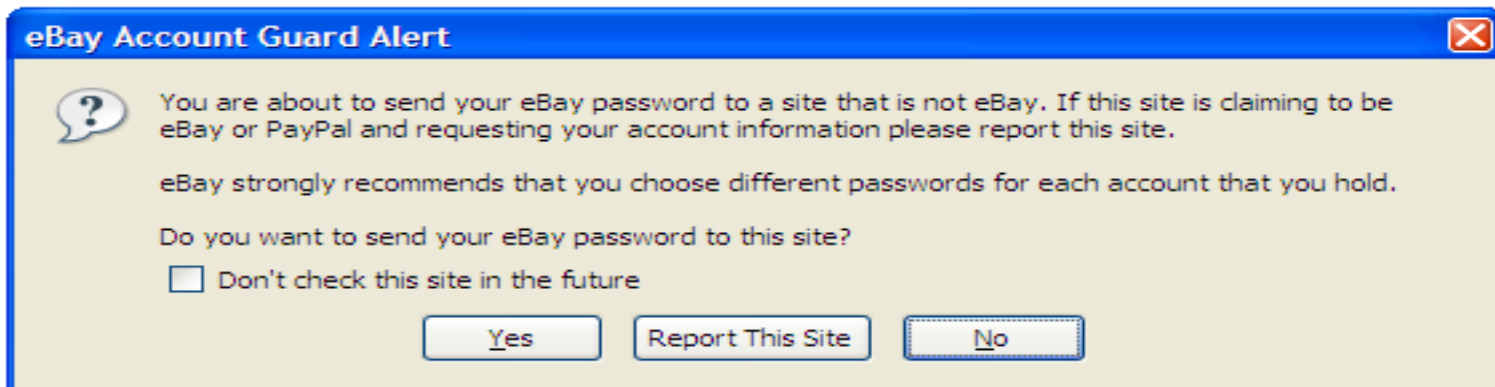 eBay Account Guard Alert
You are about to send your eBay password to a site that is not eBay. If this site is claiming to be
eBay or PayPal and requesting your account information please report this site.
eBay strongly recommends that you choose different passwords for each account that you hold.
Do you want to send your eBay password to this site?
Don't check this site in the future
Yes Report This Site No